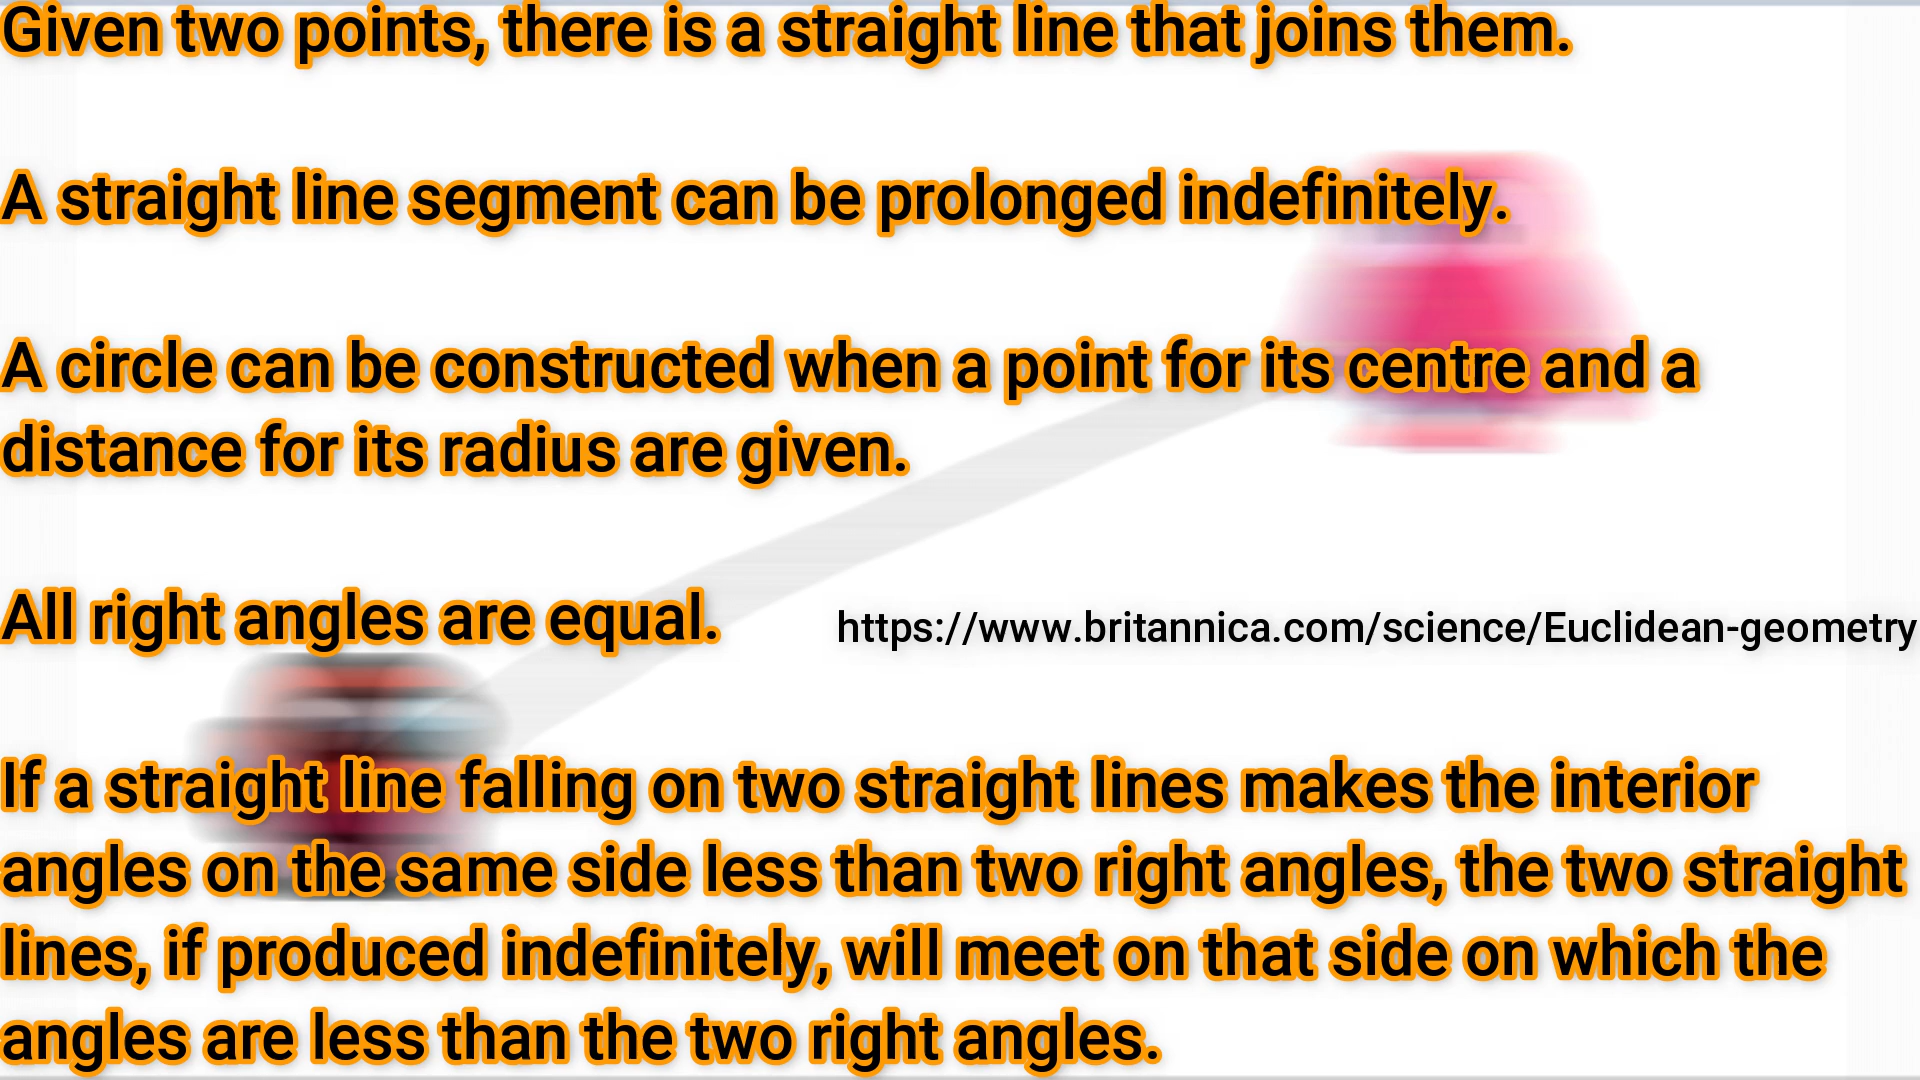 Given two points, there is a straight line that joins them.
A straight line segment can be prolonged indefinitely.
A circle can be constructed when a point for its centre and a
distance for its radius are given.
All right angles are equal.
https://www.britannica.com/science/Euclidean-geometry
If a straight line falling on two straight lines makes the interior
angles on the same side less than two right angles, the two straight
lines, if produced indefinitely, will meet on that side on which the
angles are less than the two right angles.